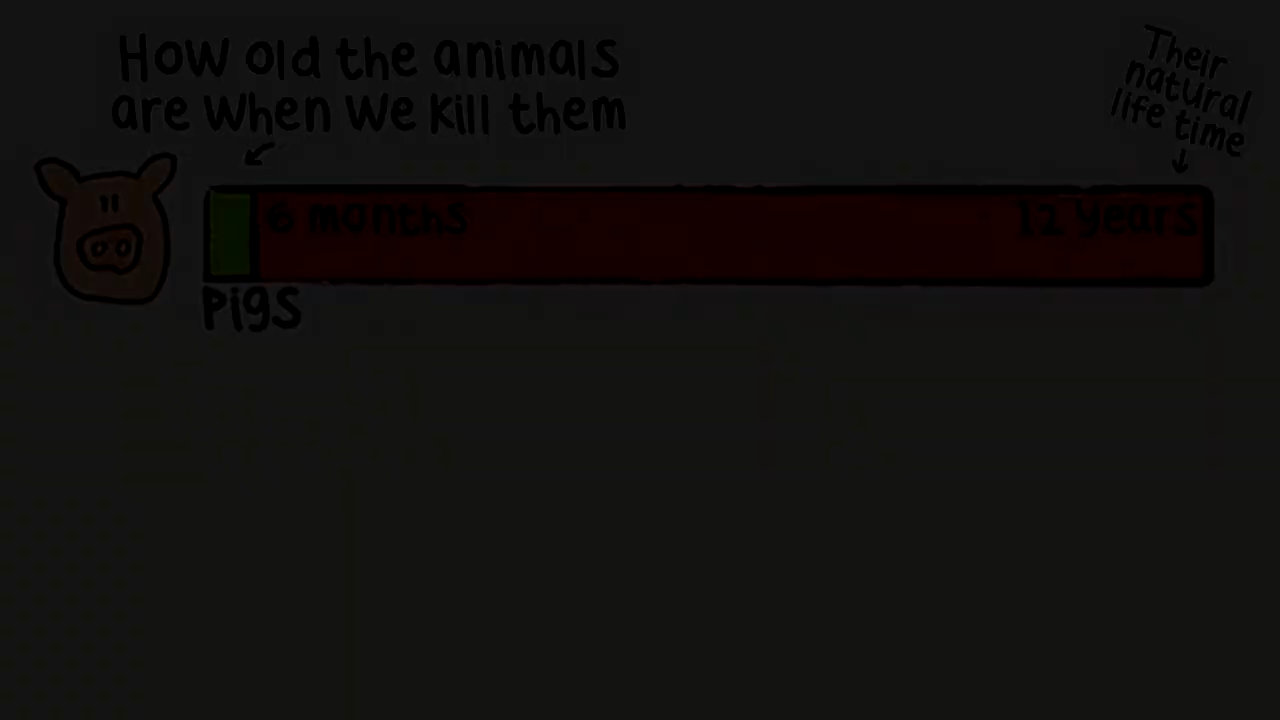 How old the animals
are when we kill them
Their
natural
life time
6 months
12 years
Pigs